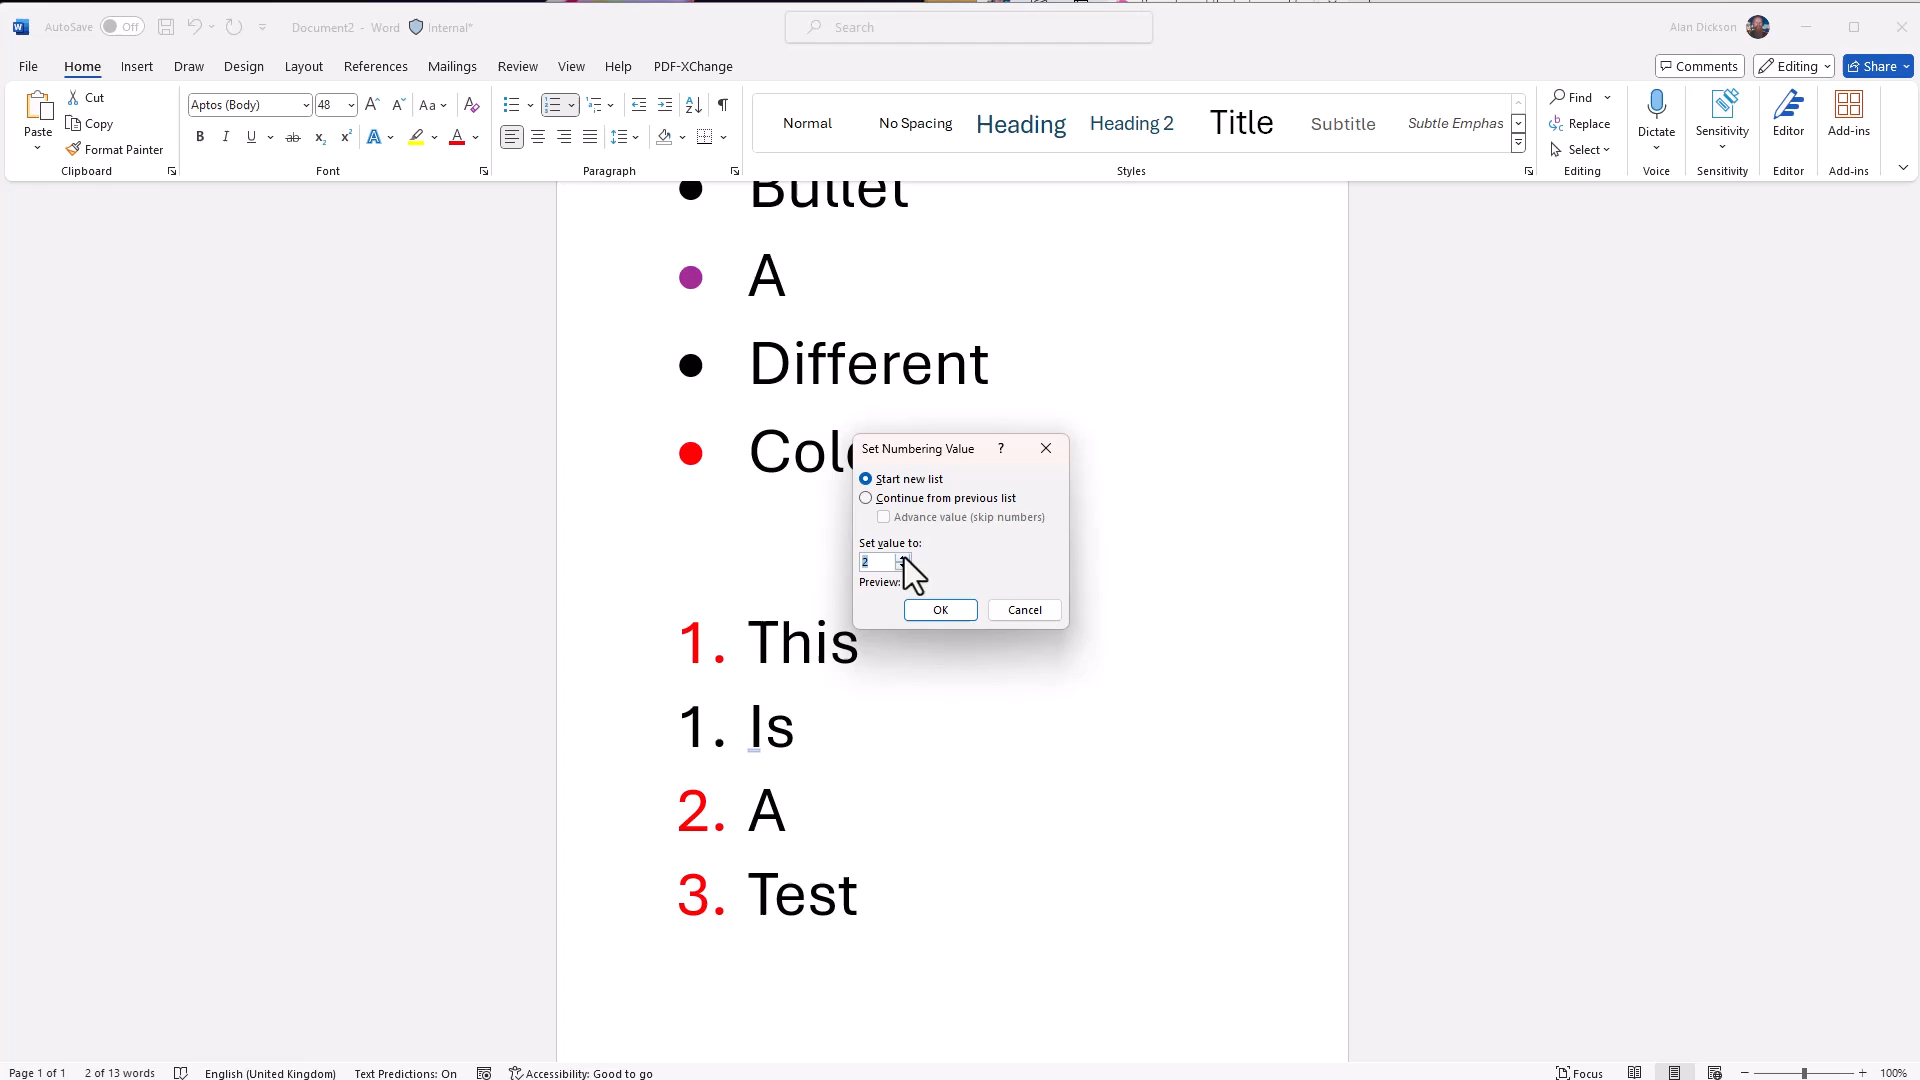 AutoSave Off Document2 - Word Internal* Search Alan Dickson
File Home Insert Draw Design Layout References Mailings Review View Help PDF-XChange Comments Editing Share
Paste Cut Copy Format Painter Clipboard
Aptos (Body) 48 Aa B I U ab x₂ x² A A Font
Paragraph
Normal No Spacing Heading Heading 2 Title Subtitle Subtle Emphas Styles
Find Replace Select Editing
Dictate Voice
Sensitivity Sensitivity
Editor Editor
Add-ins Add-ins
Bullet
A
Different
Set Numbering Value ?
Start new list
Continue from previous list
Advance value (skip numbers)
Set value to:
2
Preview:
OK Cancel
1. This
1. Is
2. A
3. Test
Page 1 of 1 2 of 13 words English (United Kingdom) Text Predictions: On Accessibility: Good to go Focus 100%